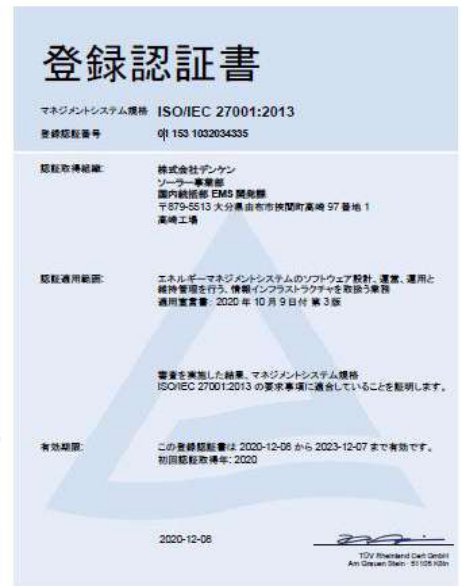 登録認証書
マネジメントシステム規格 ISO/IEC 27001:2013
登録認証番号 01 153 1032034335
認証取得組織: 株式会社デンケン
ソーラー事業部
国内統括部 EMS 開発課
〒879-5513 大分県由布市挾間町高崎 97 番地 1
高崎工場
認証適用範囲: エネルギーマネジメントシステムのソフトウェア設計、運営、運用と
維持管理を行う、情報インフラストラクチャを取扱う業務
適用宣言書: 2020 年 10 月 9 日付 第 3 版
審査を実施した結果、マネジメントシステム規格
ISO/IEC 27001:2013 の要求事項に適合していることを証明します。
有効期限: この登録認証書は 2020-12-08 から 2023-12-07 まで有効です。
初回認証取得年: 2020
2020-12-08
TÜV Rheinland Cert GmbH
Am Grauen Stein · 51105 Köln